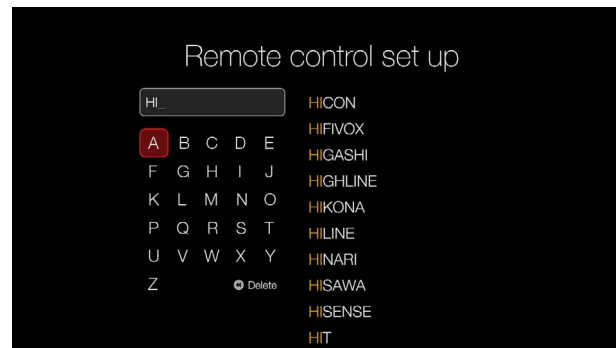 Remote control set up
HI_
A B C D E
F G H I J
K L M N O
P Q R S T
U V W X Y
Z Delete
HICON
HIFIVOX
HIGASHI
HIGHLINE
HIKONA
HILINE
HINARI
HISAWA
HISENSE
HIT